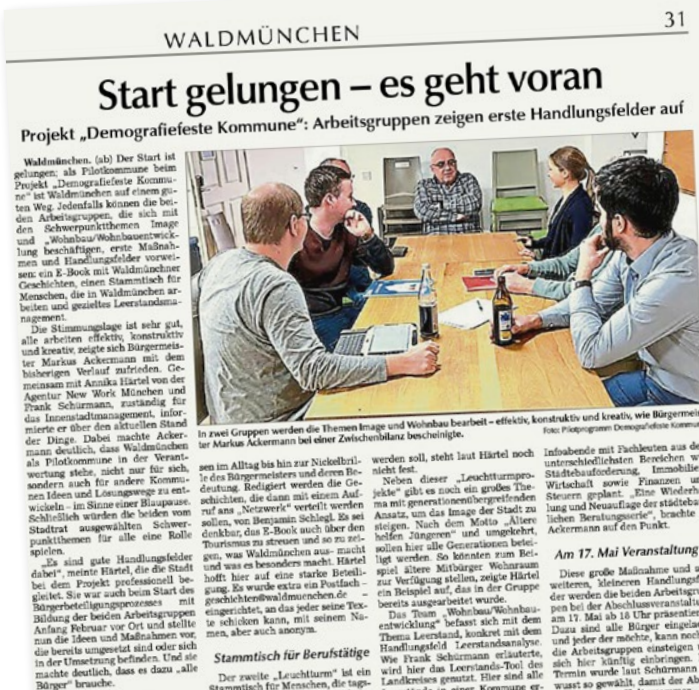 WALDMÜNCHEN
31
Start gelungen – es geht voran
Projekt „Demografiefeste Kommune“: Arbeitsgruppen zeigen erste Handlungsfelder auf
Waldmünchen. (ab) Der Start ist
gelungen; als Pilotkommune beim
Projekt „Demografiefeste Kommu-
ne“ ist Waldmünchen auf einem gu-
ten Weg. Jedenfalls können die bei-
den Arbeitsgruppen, die sich mit
den Schwerpunktthemen Image
und „Wohnbau/Wohnbauentwick-
lung beschäftigen, erste Maßnah-
men und Handlungsfelder vorwei-
sen: ein E-Book mit Waldmünchner
Geschichten, einen Stammtisch für
Menschen, die in Waldmünchen ar-
beiten und gezieltes Leerstandsma-
nagement.
Die Stimmungslage ist sehr gut,
alle arbeiten effektiv, konstruktiv
und kreativ, zeigte sich Bürgermeis-
ter Markus Ackermann mit dem
bisherigen Verlauf zufrieden. Ge-
meinsam mit Annika Härtel von der
Agentur New Work München und
Frank Schürmann, zuständig für
das Innenstadtmanagement, infor-
mierte er über den aktuellen Stand
der Dinge. Dabei machte Acker-
mann deutlich, dass Waldmünchen
als Pilotkommune in der Verant-
wortung stehe, nicht nur für sich,
sondern auch für andere Kommu-
nen Ideen und Lösungswege zu ent-
wickeln – im Sinne einer Blaupause.
Schließlich würden die beiden vom
Stadtrat ausgewählten Schwer-
punktthemen für alle eine Rolle
spielen.
„Es sind gute Handlungsfelder
dabei“, meinte Härtel, die die Stadt
bei dem Projekt professionell be-
gleitet. Sie war auch beim Start des
Bürgerbeteiligungsprozesses mit
Bildung der beiden Arbeitsgruppen
Anfang Februar vor Ort und stellte
nun die Ideen und Maßnahmen vor,
die bereits umgesetzt sind oder sich
in der Umsetzung befinden. Und sie
machte deutlich, dass es dazu „alle
Bürger“ brauche.
In zwei Gruppen werden die Themen Image und Wohnbau bearbeit – effektiv, konstruktiv und kreativ, wie Bürgermei
ter Markus Ackermann bei einer Zwischenbilanz bescheinigte.
Foto: Pilotprogramm Demografiefeste Kommun
sen im Alltag bis hin zur Nickelbril-
le des Bürgermeisters und deren Be-
deutung. Redigiert werden die Ge-
schichten, die dann mit einem Auf-
ruf ans „Netzwerk“ verteilt werden
sollen, von Benjamin Schlegl. Es sei
denkbar, das E-Book auch über den
Tourismus zu streuen und so zu zei-
gen, was Waldmünchen aus- macht
und was es besonders macht. Härtel
hofft hier auf eine starke Beteili-
gung. Es wurde extra ein Postfach –
geschichten@waldmuenchen.de –
eingerichtet, an das jeder seine Tex-
te schicken kann, mit seinem Na-
men, aber auch anonym.
Stammtisch für Berufstätige
Der zweite „Leuchtturm“ ist ein
Stammtisch für Menschen, die tags-
werden soll, steht laut Härtel noch
nicht fest.
Neben dieser „Leuchtturmpro-
jekte“ gibt es noch ein großes The-
ma mit generationenübergreifenden
Ansatz, um das Image der Stadt zu
steigen. Nach dem Motto „Ältere
helfen Jüngeren“ und umgekehrt,
sollen hier alle Generationen betei-
ligt werden. So könnten zum Bei-
spiel ältere Mitbürger Wohnraum
zur Verfügung stellen, zeigte Härtel
ein Beispiel auf, das in der Gruppe
bereits ausgearbeitet wurde.
Das Team „Wohnbau/Wohnbau-
entwicklung“ befasst sich mit dem
Thema Leerstand, konkret mit dem
Handlungsfeld Leerstandsanalyse.
Wie Frank Schürmann erläuterte,
wird hier das Leerstands-Tool des
Landkreises genutzt. Hier sind alle
in einer Kommune er-
Infoabende mit Fachleuten aus de
unterschiedlichsten Bereichen w
Städtebauförderung, Immobilie
Wirtschaft sowie Finanzen u
Steuern geplant. „Eine Wiederh
lung und Neuauflage der städteba
lichen Beratungsserie“, brachte
Ackermann auf den Punkt.
Am 17. Mai Veranstaltung
Diese große Maßnahme und a
weiteren, kleineren Handlungsf
der werden die beiden Arbeitsgru
pen bei der Abschlussveranstaltu
am 17. Mai ab 18 Uhr präsentier
Dazu sind alle Bürger eingelad
und jeder der möchte, kann noch
die Arbeitsgruppen einsteigen u
sich hier künftig einbringen.
Termin wurde laut Schürmann
wusst so gewählt, damit der A